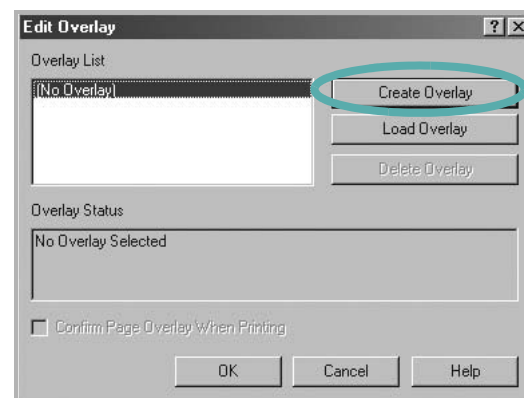 Edit Overlay
Overlay List
(No Overlay)
Create Overlay
Load Overlay
Delete Overlay
Overlay Status
No Overlay Selected
Confirm Page Overlay When Printing
OK Cancel Help